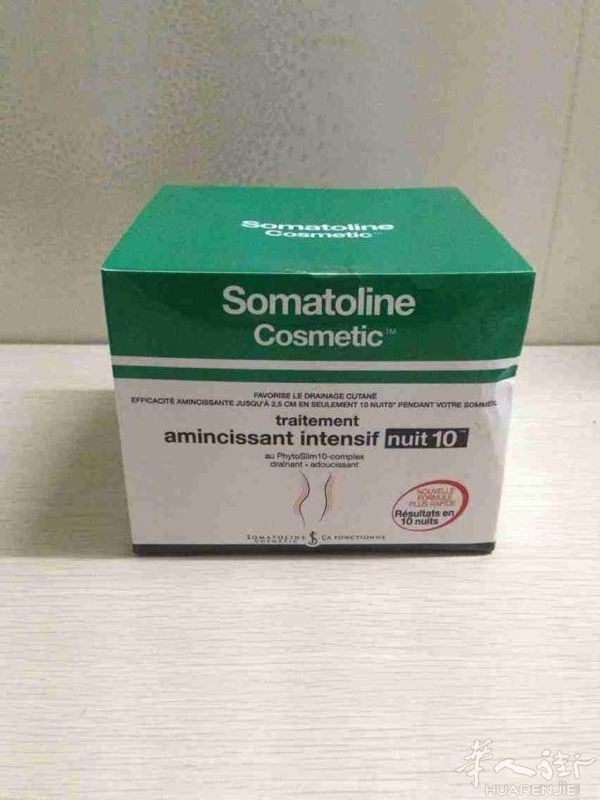 Somatoline
Cosmetic™
Somatoline
Cosmetic™
FAVORISE LE DRAINAGE CUTANÉ
EFFICACITÉ AMINCISSANTE JUSQU'À 2,5 CM EN SEULEMENT 10 NUITS* PENDANT VOTRE SOMMEIL
traitement
amincissant intensif nuit 10™
au PhytoSlim10-complex
drainant - adoucissant
NOUVELLE
FORMULE
PLUS RAPIDE
Résultats en
10 nuits
SOMATOLINE ÇA FONCTIONNE
COSMETIC
华人街
HUARENJIE